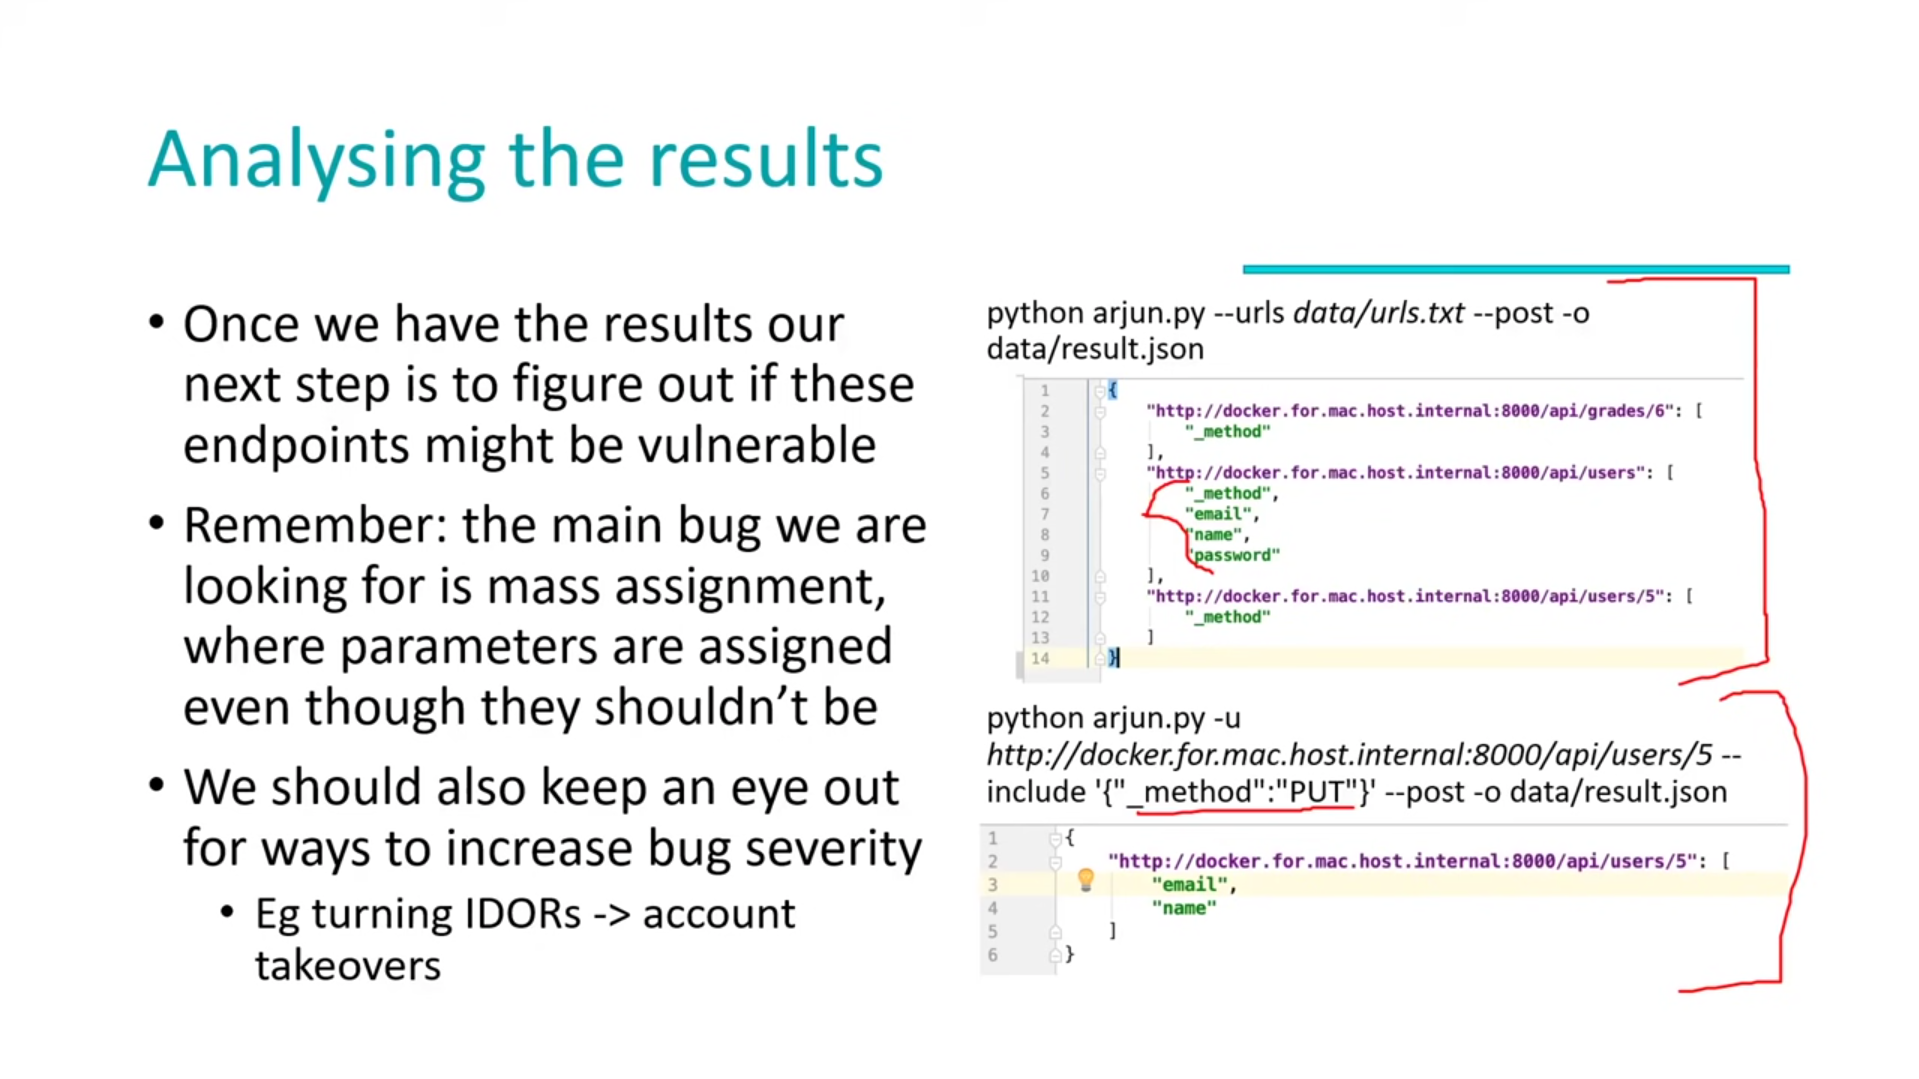 Analysing the results
• Once we have the results our
next step is to figure out if these
endpoints might be vulnerable
• Remember: the main bug we are
looking for is mass assignment,
where parameters are assigned
even though they shouldn’t be
• We should also keep an eye out
for ways to increase bug severity
• Eg turning IDORs -> account
takeovers
python arjun.py --urls data/urls.txt --post -o
data/result.json
1 {
2 "http://docker.for.mac.host.internal:8000/api/grades/6": [
3 "_method"
4 ],
5 "http://docker.for.mac.host.internal:8000/api/users": [
6 "_method",
7 "email",
8 "name",
9 "password"
10 ],
11 "http://docker.for.mac.host.internal:8000/api/users/5": [
12 "_method"
13 ]
14 }
python arjun.py -u
http://docker.for.mac.host.internal:8000/api/users/5 --
include '{"_method":"PUT"}' --post -o data/result.json
1 {
2 "http://docker.for.mac.host.internal:8000/api/users/5": [
3 "email",
4 "name"
5 ]
6 }